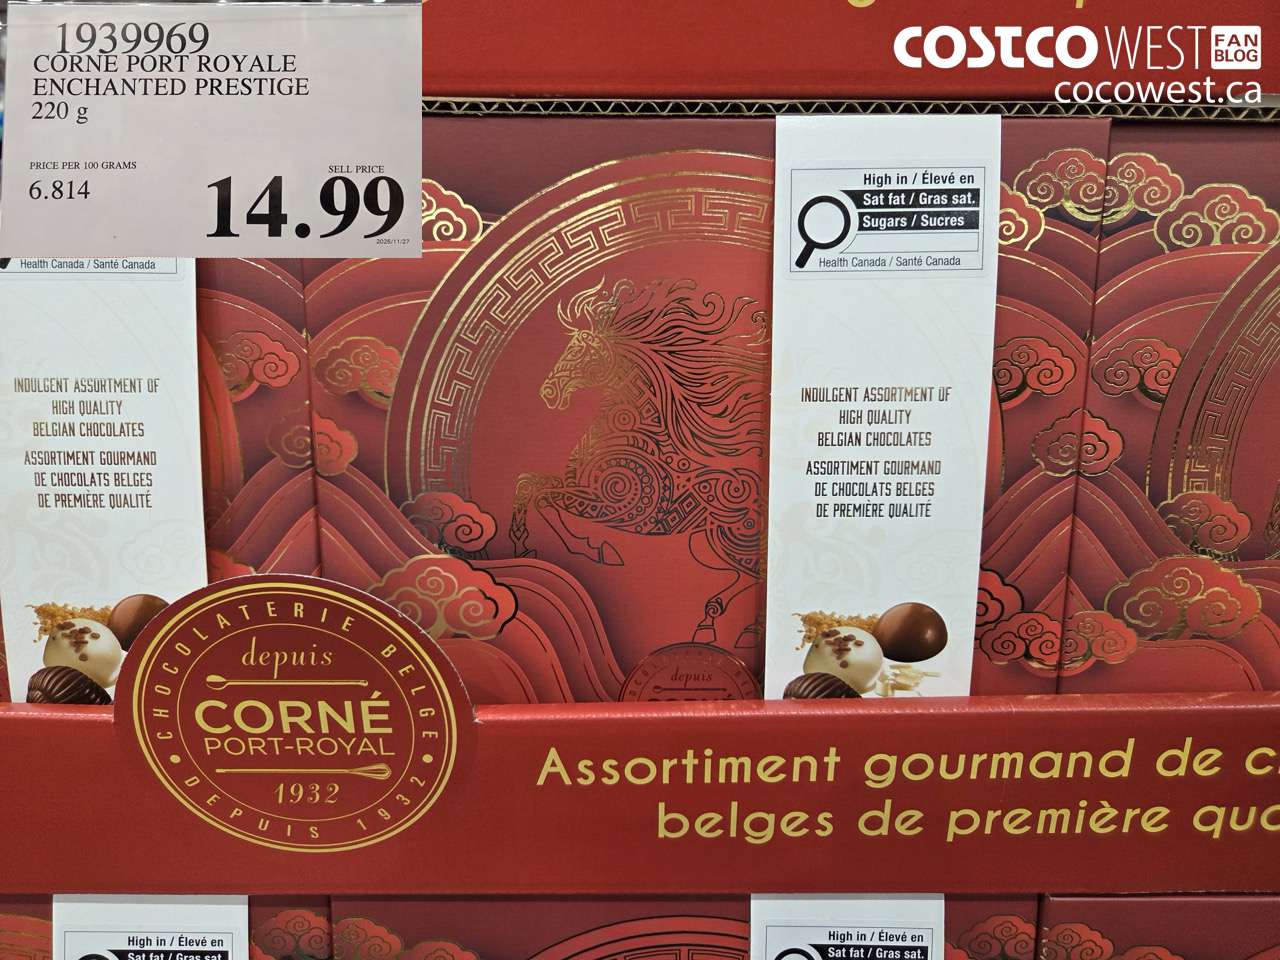 1939969
CORNE PORT ROYALE
ENCHANTED PRESTIGE
220 g
PRICE PER 100 GRAMS
6.814
SELL PRICE
14.99
2025/11/27
COSTCO WEST FAN BLOG
cocowest.ca
Health Canada / Santé Canada
INDULGENT ASSORTMENT OF
HIGH QUALITY
BELGIAN CHOCOLATES
ASSORTIMENT GOURMAND
DE CHOCOLATS BELGES
DE PREMIÈRE QUALITÉ
High in / Élevé en
Sat fat / Gras sat.
Sugars / Sucres
Health Canada / Santé Canada
INDULGENT ASSORTMENT OF
HIGH QUALITY
BELGIAN CHOCOLATES
ASSORTIMENT GOURMAND
DE CHOCOLATS BELGES
DE PREMIÈRE QUALITÉ
depuis
CHOCOLATERIE BELGE
depuis
CORNÉ
PORT-ROYAL
1932
DEPUIS 1932
Assortiment gourmand de
belges de première
High in / Élevé en
Sat fat / Gras sat.
High in / Élevé en
Sat fat / Gras sat.